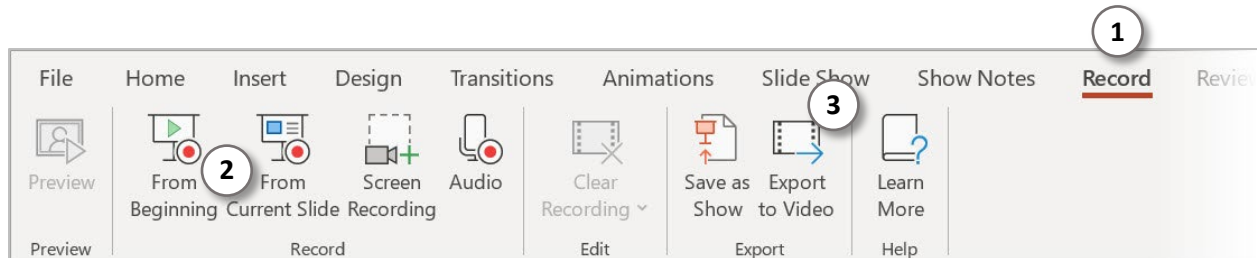 1
File Home Insert Design Transitions Animations Slide Show Show Notes Record Review
3
2
Preview From From Screen Audio Clear Save as Export Learn
Beginning Current Slide Recording Recording Show to Video More
Preview Record Edit Export Help